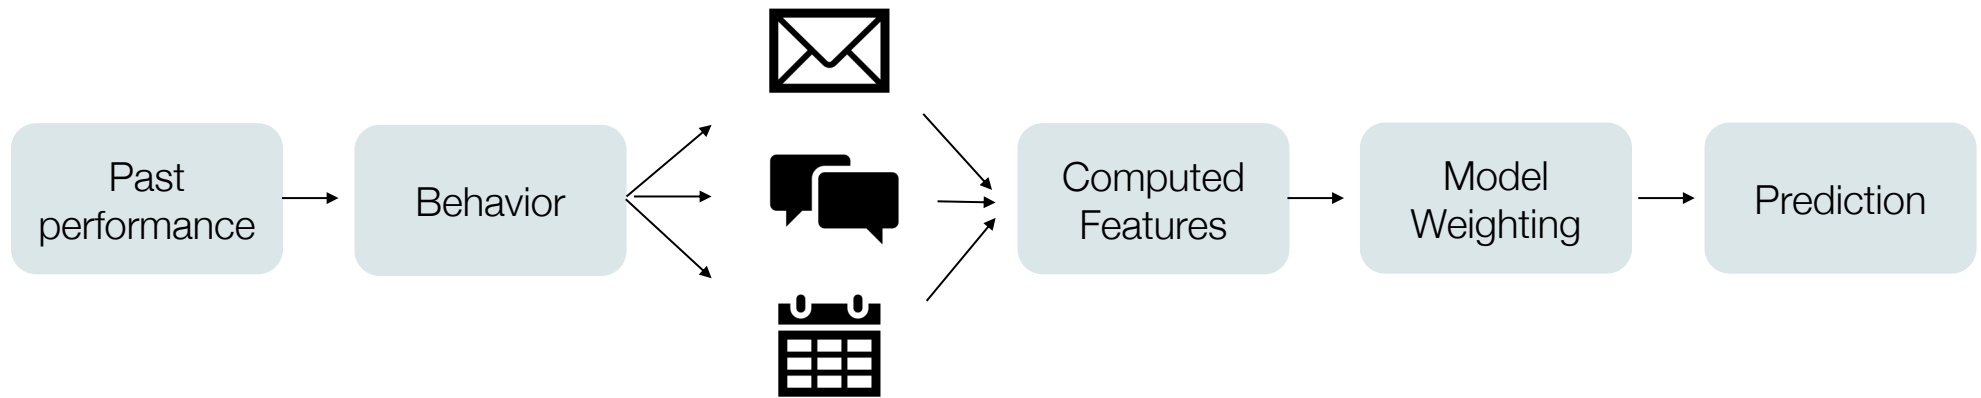 Past
performance
Behavior
Computed
Features
Model
Weighting
Prediction